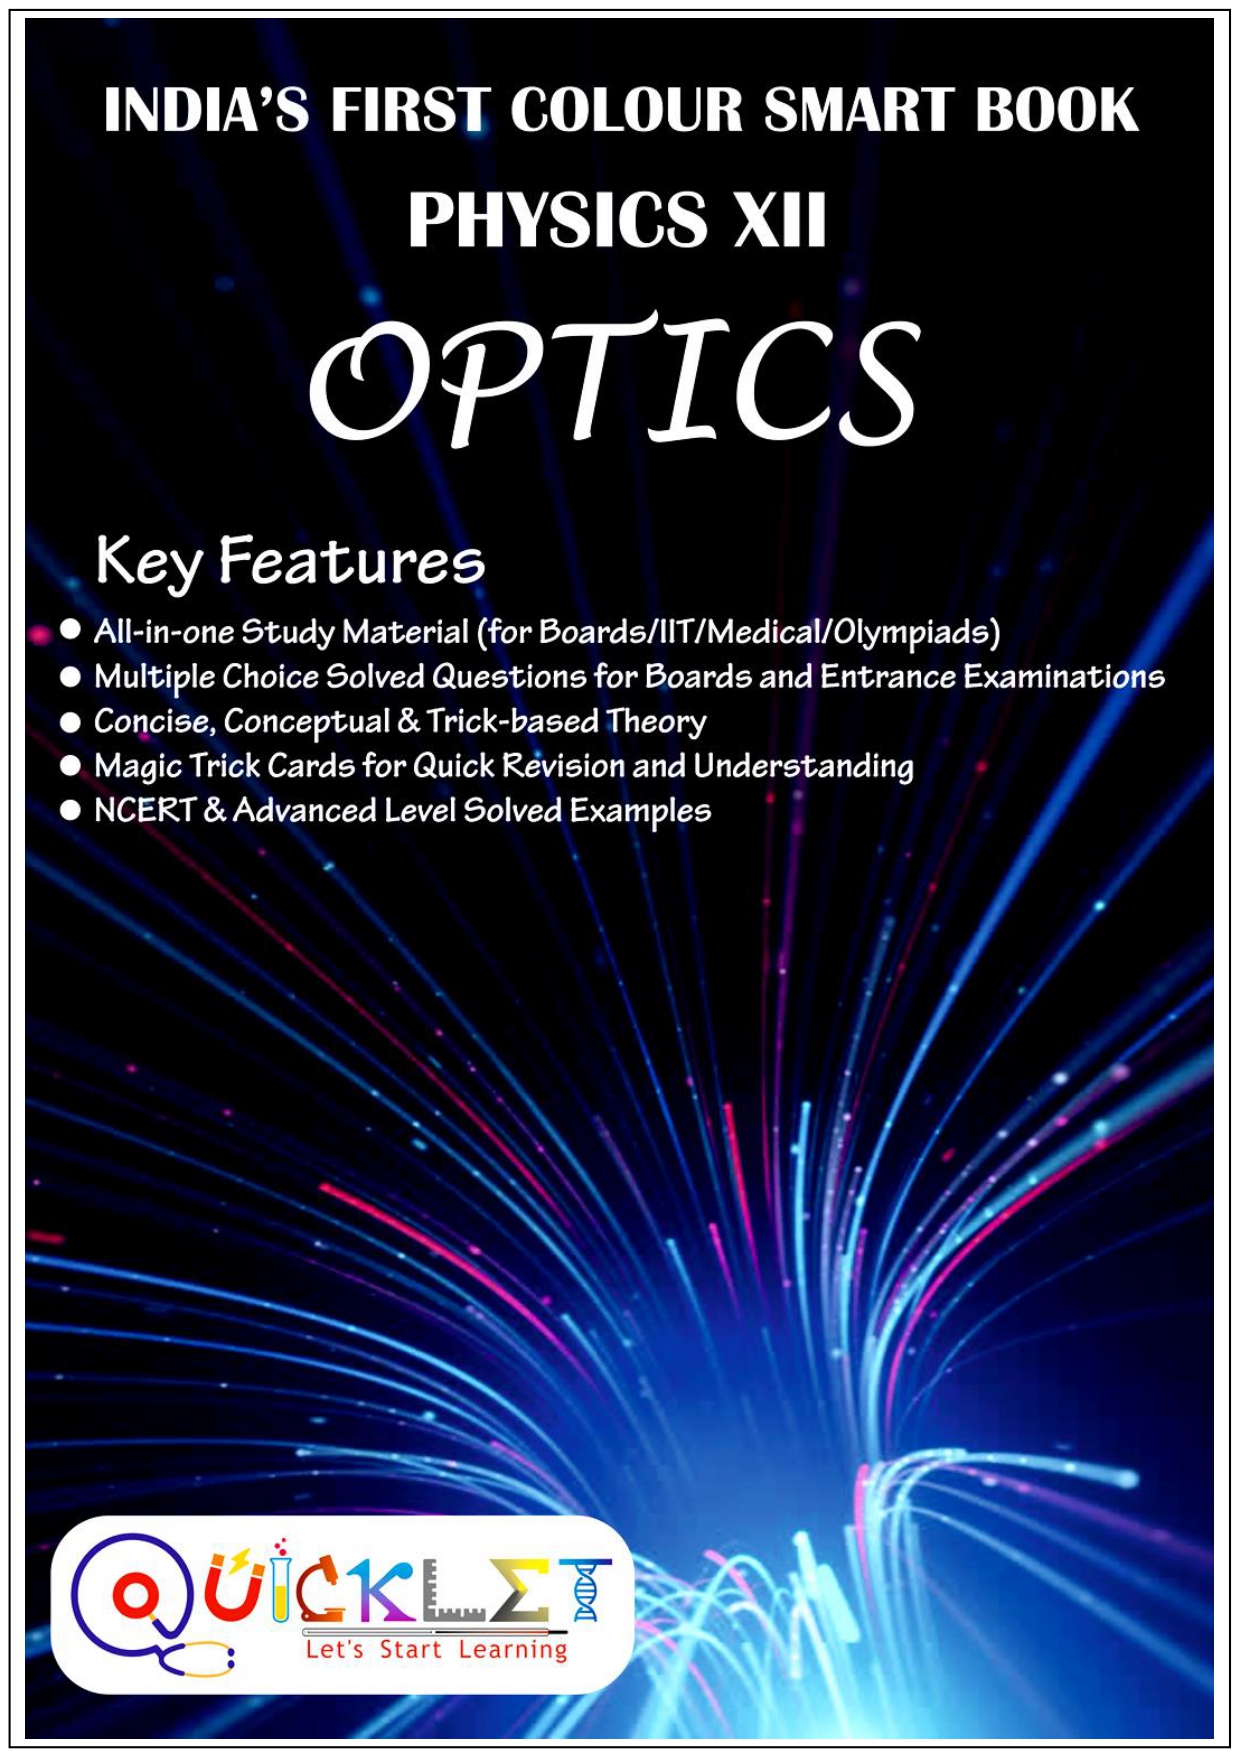 INDIA'S FIRST COLOUR SMART BOOK
PHYSICS XII
OPTICS
Key Features
● All-in-one Study Material (for Boards/IIT/Medical/Olympiads)
● Multiple Choice Solved Questions for Boards and Entrance Examinations
● Concise, Conceptual & Trick-based Theory
● Magic Trick Cards for Quick Revision and Understanding
● NCERT & Advanced Level Solved Examples
QUICKLET
Let's Start Learning